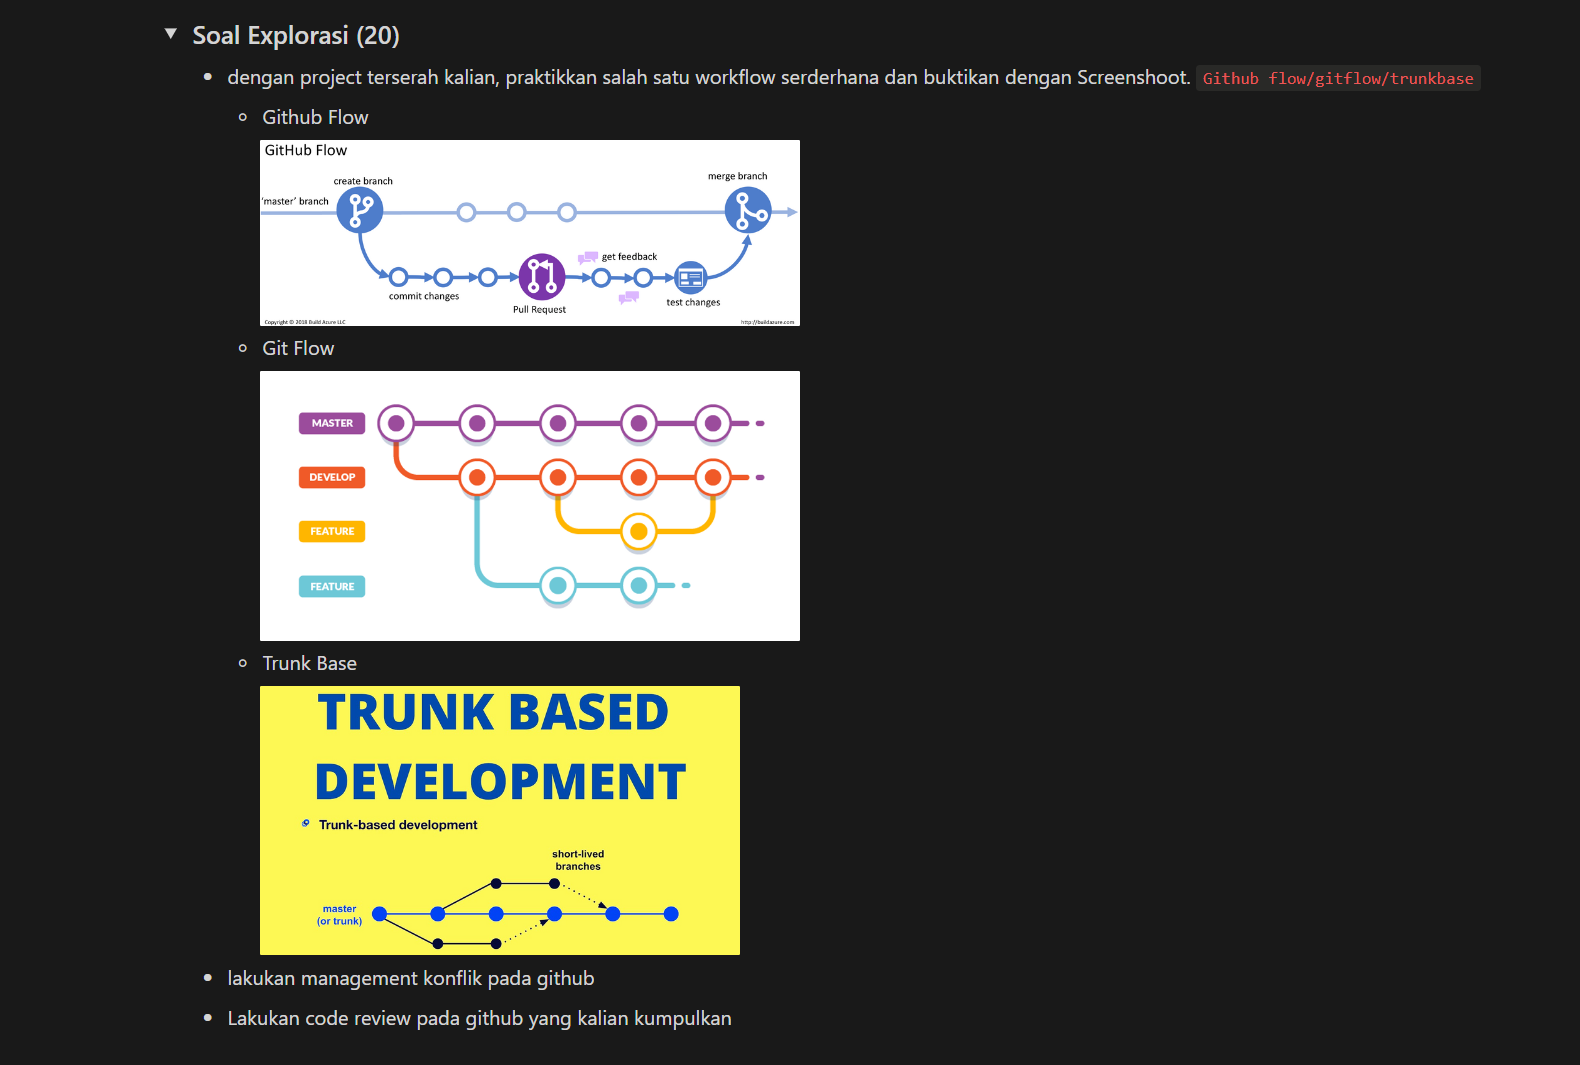 Soal Explorasi (20)
dengan project terserah kalian, praktikkan salah satu workflow serderhana dan buktikan dengan Screenshoot. Github flow/gitflow/trunkbase
Github Flow
GitHub Flow
create branch
merge branch
'master' branch
get feedback
commit changes
Pull Request
test changes
Copyright © 2018 Build Azure LLC
http://buildazure.com
Git Flow
MASTER
DEVELOP
FEATURE
FEATURE
Trunk Base
TRUNK BASED
DEVELOPMENT
Trunk-based development
short-lived
branches
master
(or trunk)
lakukan management konflik pada github
Lakukan code review pada github yang kalian kumpulkan